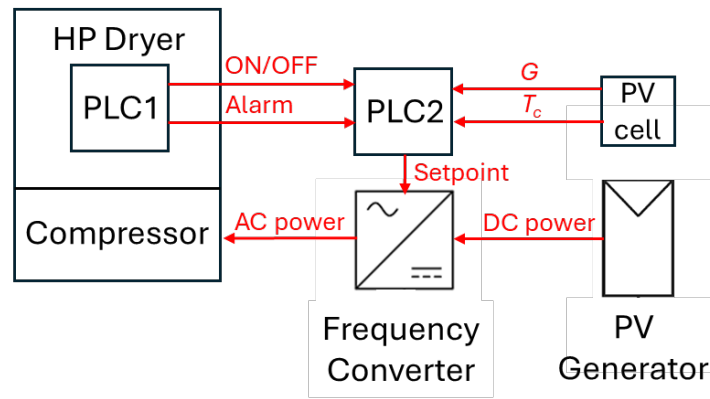 HP Dryer
PLC1
ON/OFF
Alarm
PLC2
G
T_c
PV
cell
Setpoint
Compressor
AC power
DC power
Frequency
Converter
PV
Generator